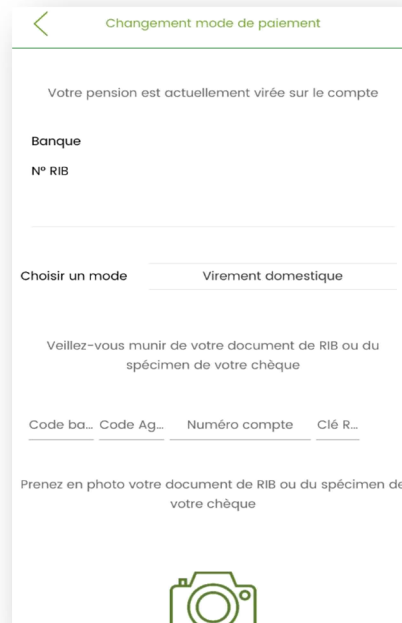 Changement mode de paiement
Votre pension est actuellement virée sur le compte
Banque
N° RIB
Choisir un mode Virement domestique
Veillez-vous munir de votre document de RIB ou du
spécimen de votre chèque
Code ba... Code Ag... Numéro compte Clé R...
Prenez en photo votre document de RIB ou du spécimen de
votre chèque